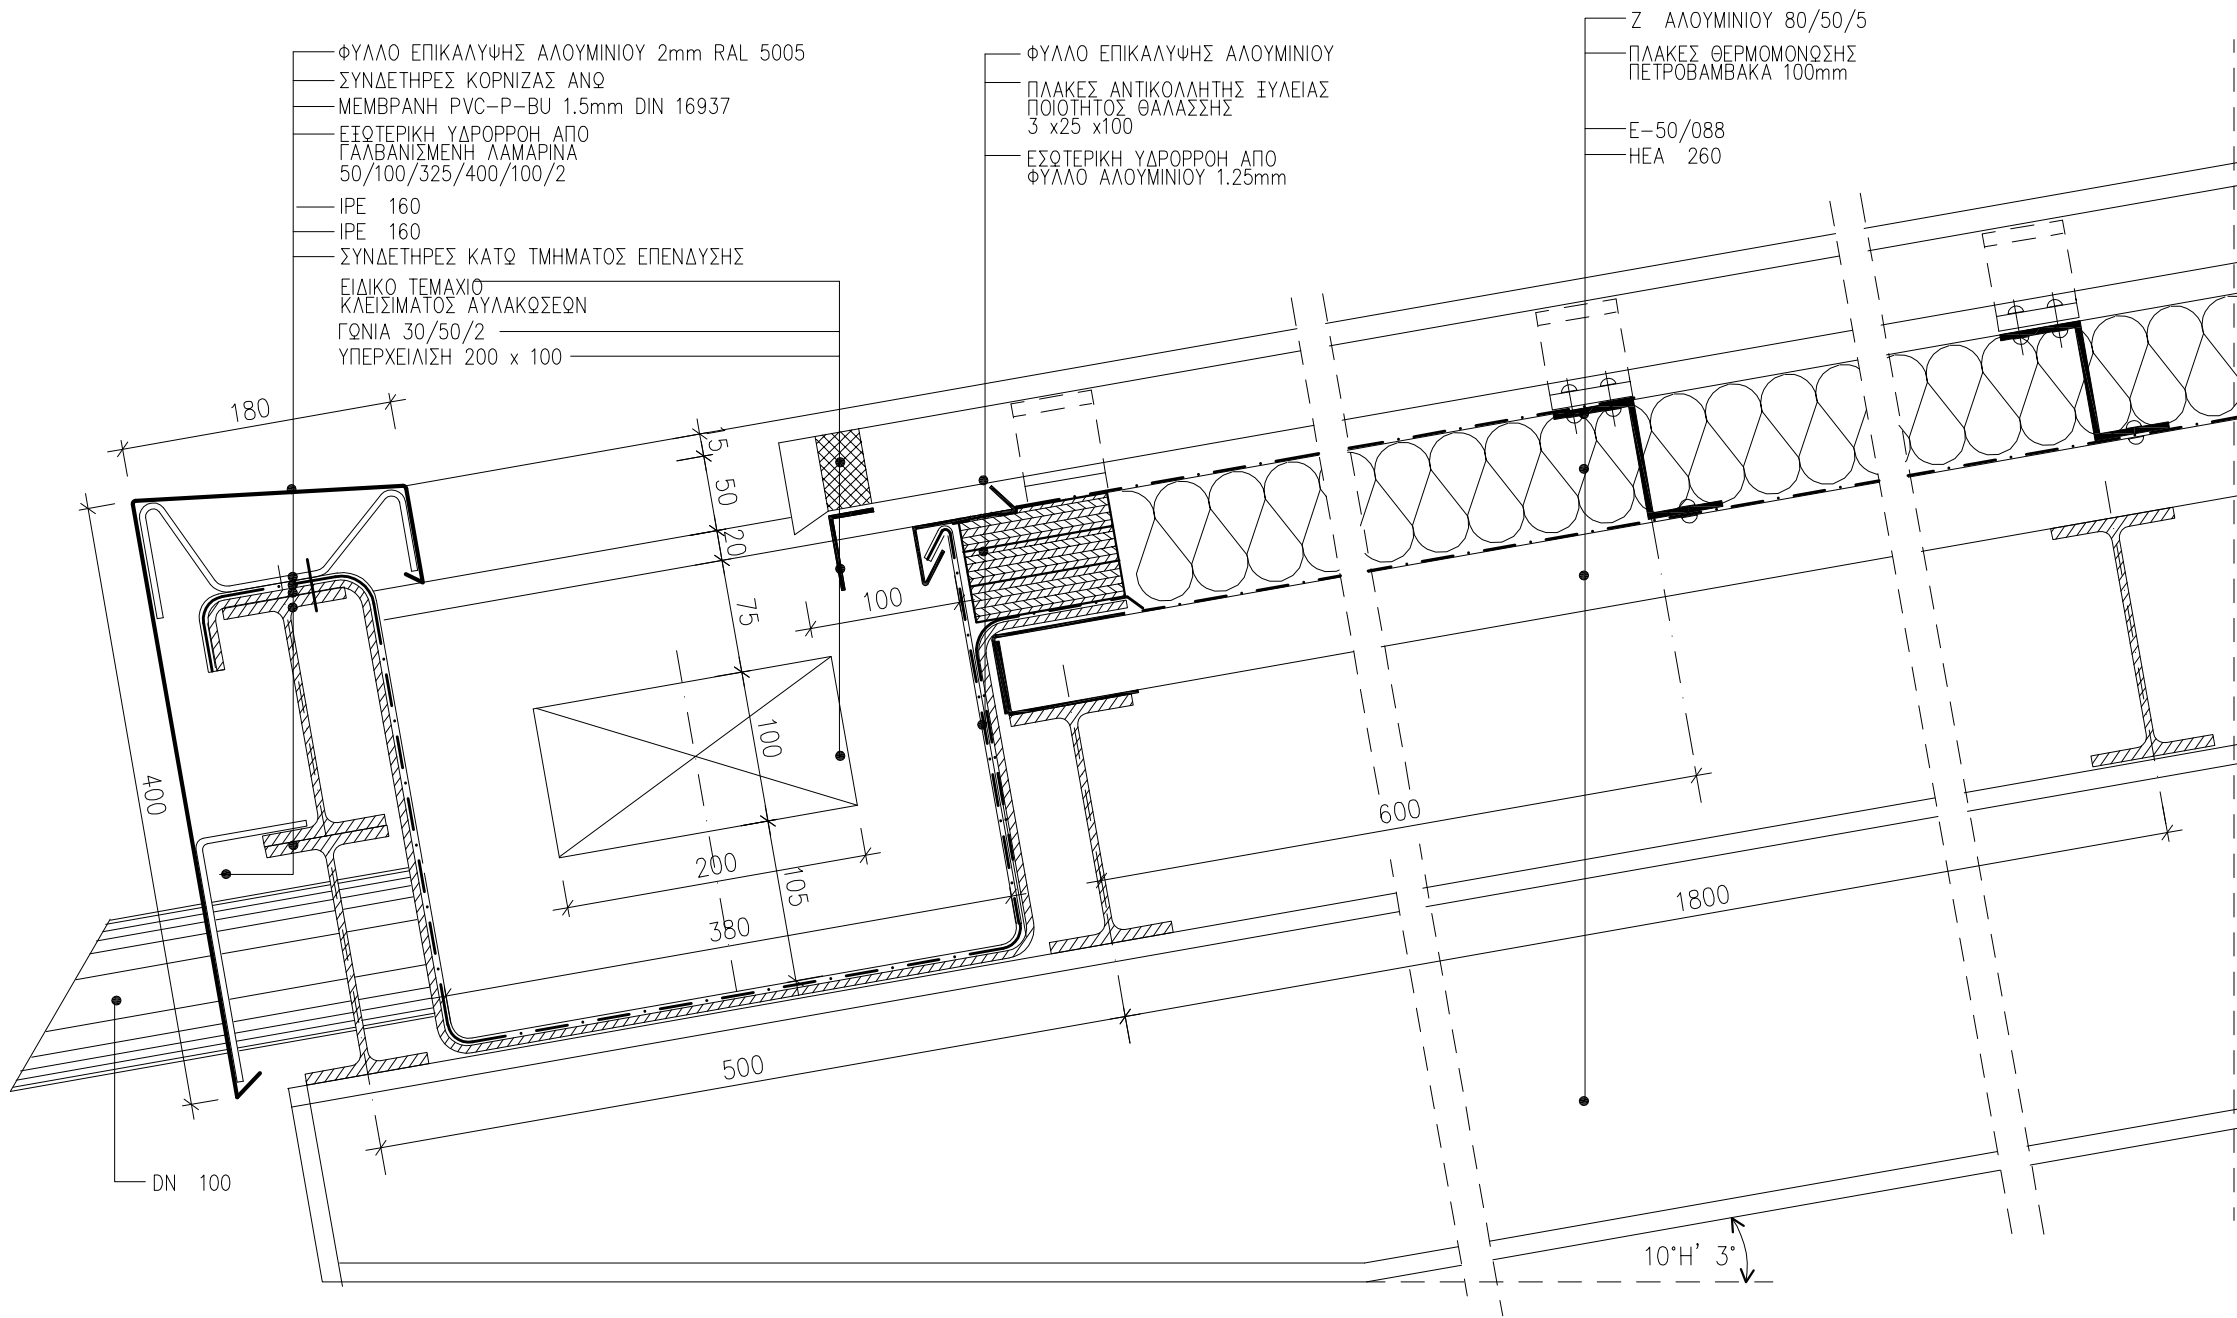 ΦΥΛΛΟ ΕΠΙΚΑΛΥΨΗΣ ΑΛΟΥΜΙΝΙΟΥ 2mm RAL 5005
ΣΥΝΔΕΤΗΡΕΣ ΚΟΡΝΙΖΑΣ ΑΝΩ
ΜΕΜΒΡΑΝΗ PVC-P-BU 1.5mm DIN 16937
ΕΞΩΤΕΡΙΚΗ ΥΔΡΟΡΡΟΗ ΑΠΟ
ΓΑΛΒΑΝΙΣΜΕΝΗ ΛΑΜΑΡΙΝΑ
50/100/325/400/100/2
IPE 160
IPE 160
ΣΥΝΔΕΤΗΡΕΣ ΚΑΤΩ ΤΜΗΜΑΤΟΣ ΕΠΕΝΔΥΣΗΣ
ΕΙΔΙΚΟ ΤΕΜΑΧΙΟ
ΚΛΕΙΣΙΜΑΤΟΣ ΑΥΛΑΚΩΣΕΩΝ
ΓΩΝΙΑ 30/50/2
ΥΠΕΡΧΕΙΛΙΣΗ 200 x 100
ΦΥΛΛΟ ΕΠΙΚΑΛΥΨΗΣ ΑΛΟΥΜΙΝΙΟΥ
ΠΛΑΚΕΣ ΑΝΤΙΚΟΛΛΗΤΗΣ ΞΥΛΕΙΑΣ
ΠΟΙΟΤΗΤΟΣ ΘΑΛΑΣΣΗΣ
3 x25 x100
ΕΣΩΤΕΡΙΚΗ ΥΔΡΟΡΡΟΗ ΑΠΟ
ΦΥΛΛΟ ΑΛΟΥΜΙΝΙΟΥ 1.25mm
Z ΑΛΟΥΜΙΝΙΟΥ 80/50/5
ΠΛΑΚΕΣ ΘΕΡΜΟΜΟΝΩΣΗΣ
ΠΕΤΡΟΒΑΜΒΑΚΑ 100mm
E-50/088
HEA 260
180
15
50
20
75
100
100
400
200
105
380
600
1800
500
DN 100
10°Η' 3°